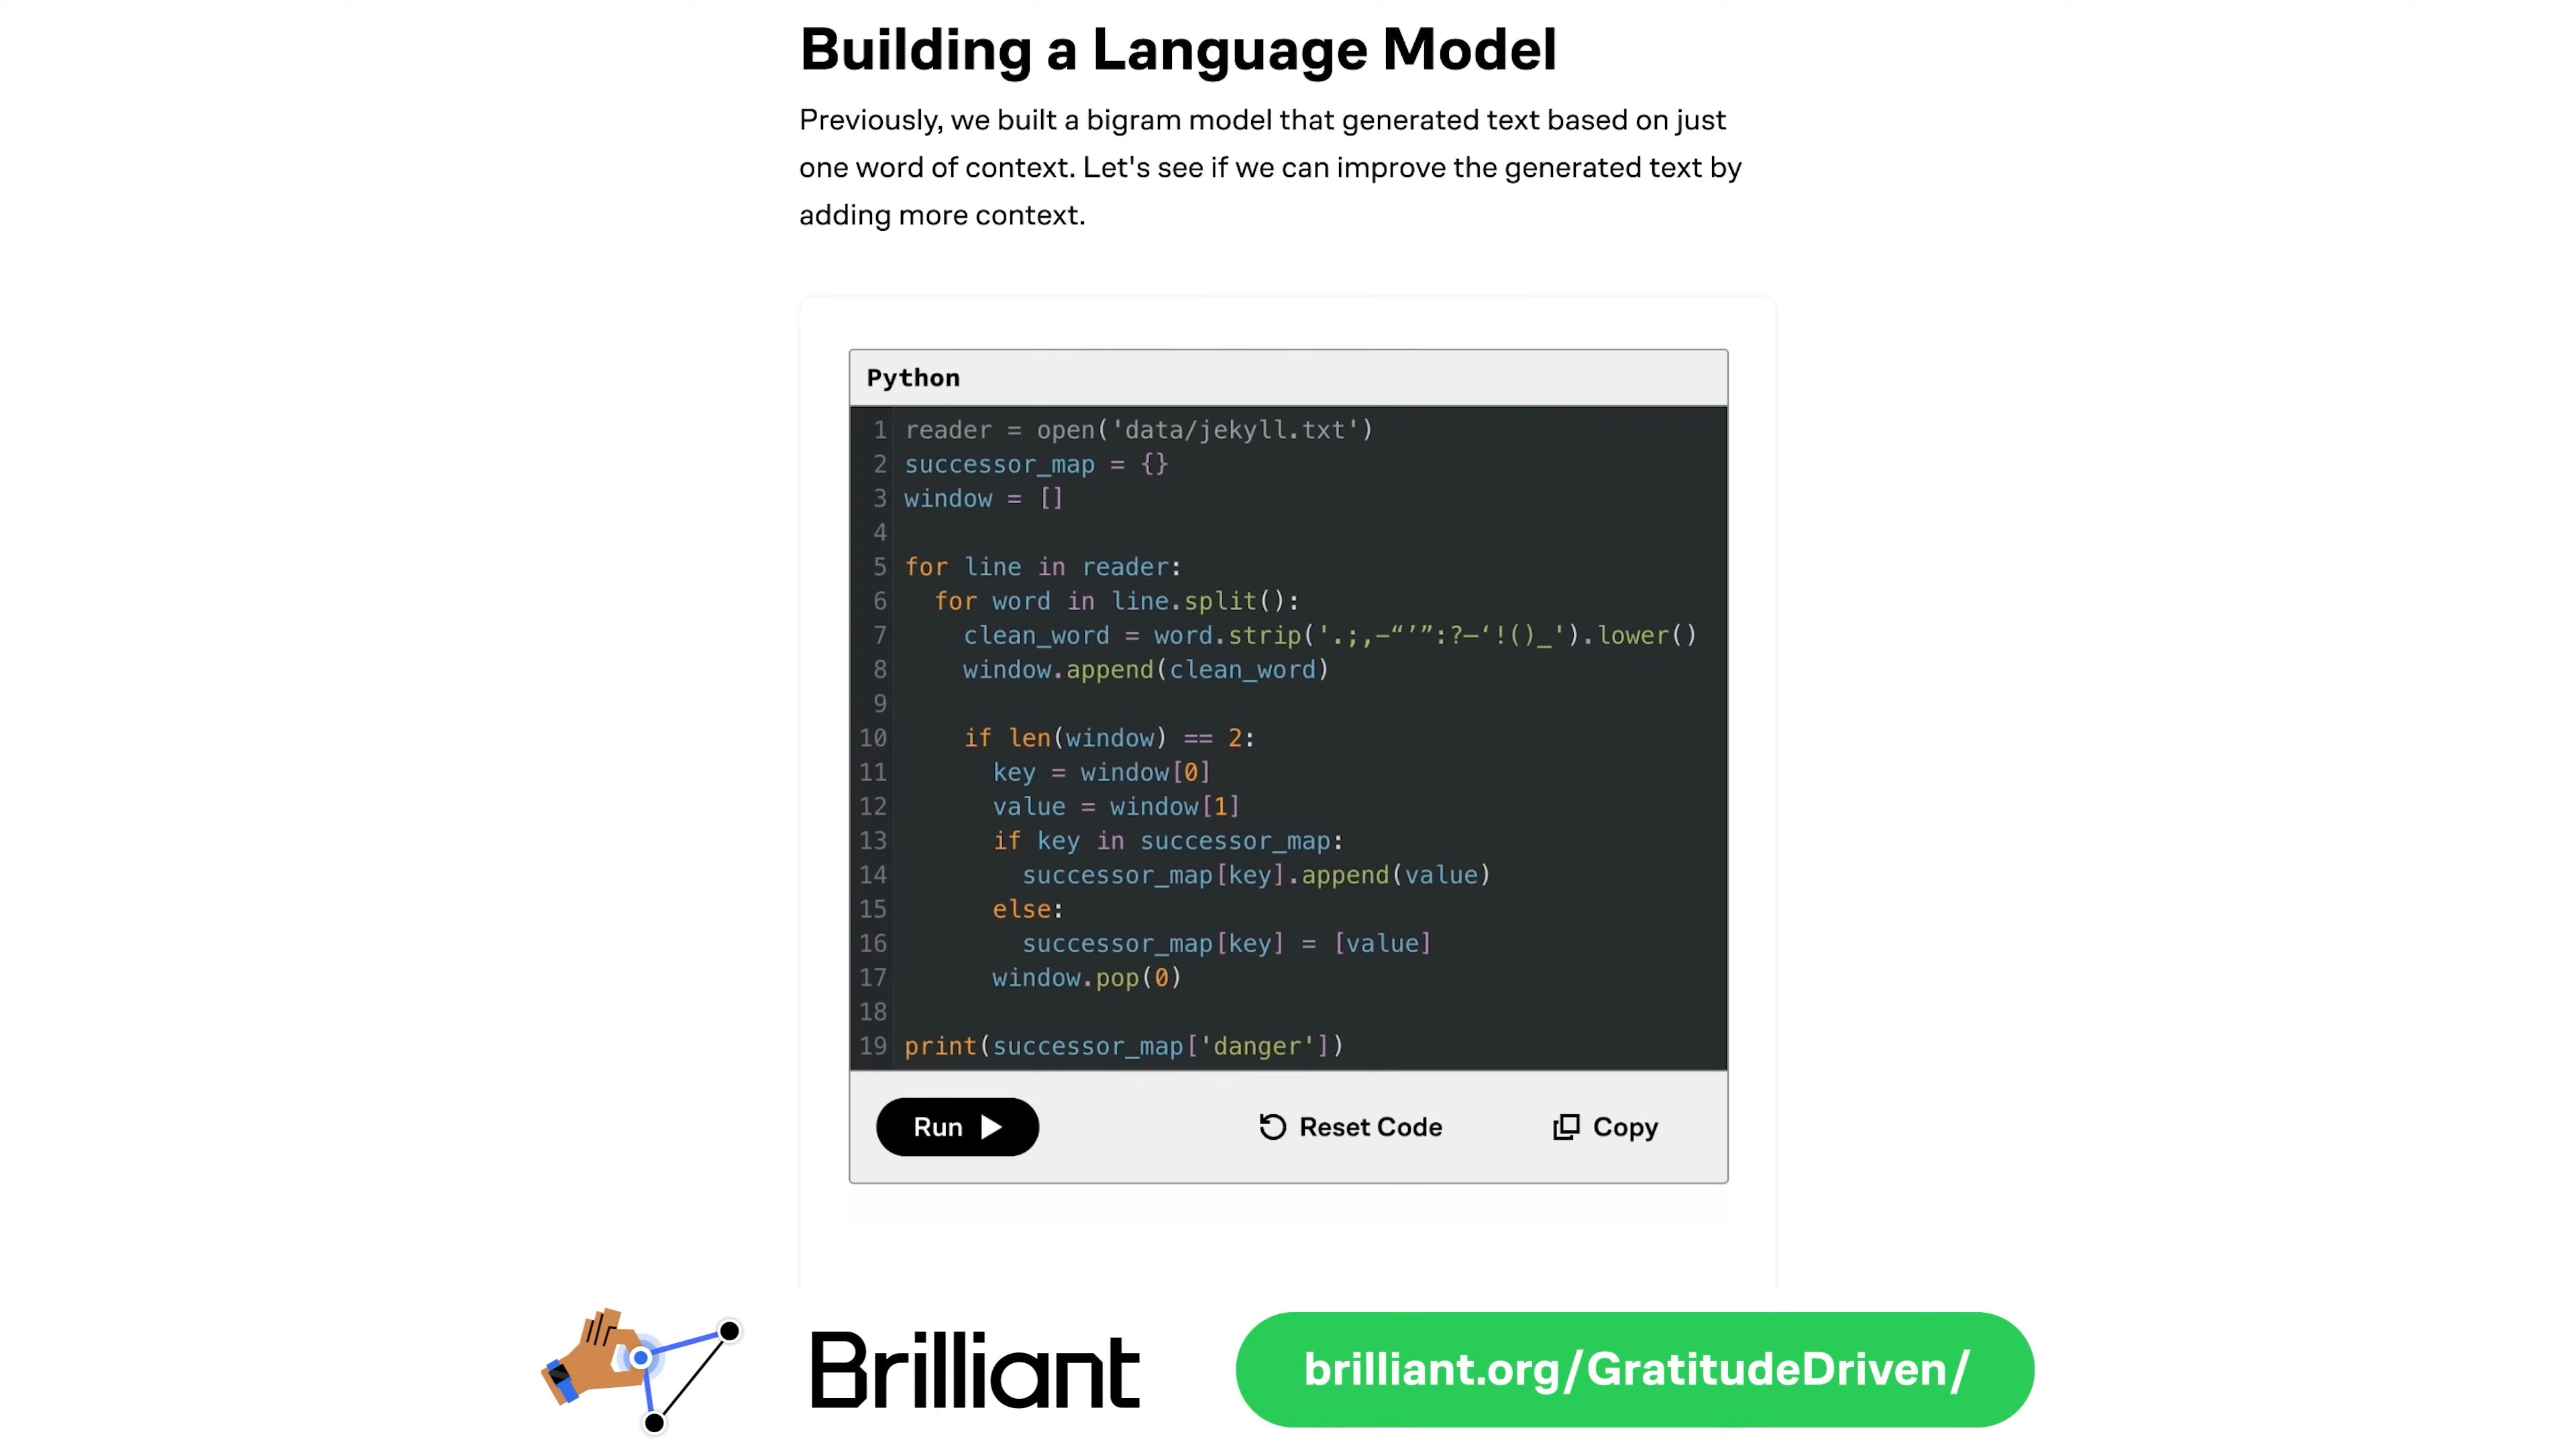 Building a Language Model
Previously, we built a bigram model that generated text based on just
one word of context. Let's see if we can improve the generated text by
adding more context.
Python
1 reader = open('data/jekyll.txt')
2 successor_map = {}
3 window = []
4
5 for line in reader:
6   for word in line.split():
7     clean_word = word.strip('.;,—“’”:?—‘!()_').lower()
8     window.append(clean_word)
9
10     if len(window) == 2:
11       key = window[0]
12       value = window[1]
13       if key in successor_map:
14         successor_map[key].append(value)
15       else:
16         successor_map[key] = [value]
17       window.pop(0)
18
19 print(successor_map['danger'])
Run
Reset Code
Copy
Brilliant
brilliant.org/GratitudeDriven/